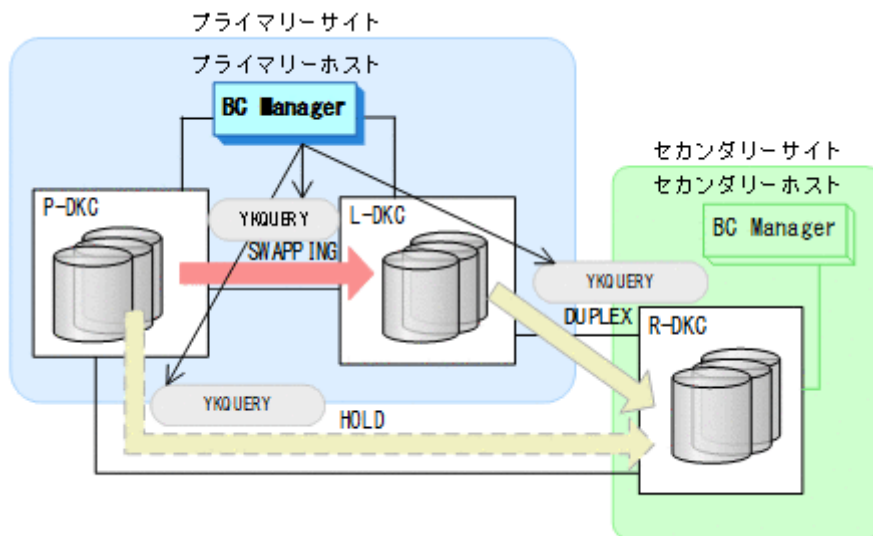 プライマリーサイト
プライマリーホスト
BC Manager
セカンダリーサイト
セカンダリーホスト
P-DKC
YKQUERY
L-DKC
BC Manager
SWAPPING
YKQUERY
DUPLEX
R-DKC
YKQUERY
HOLD